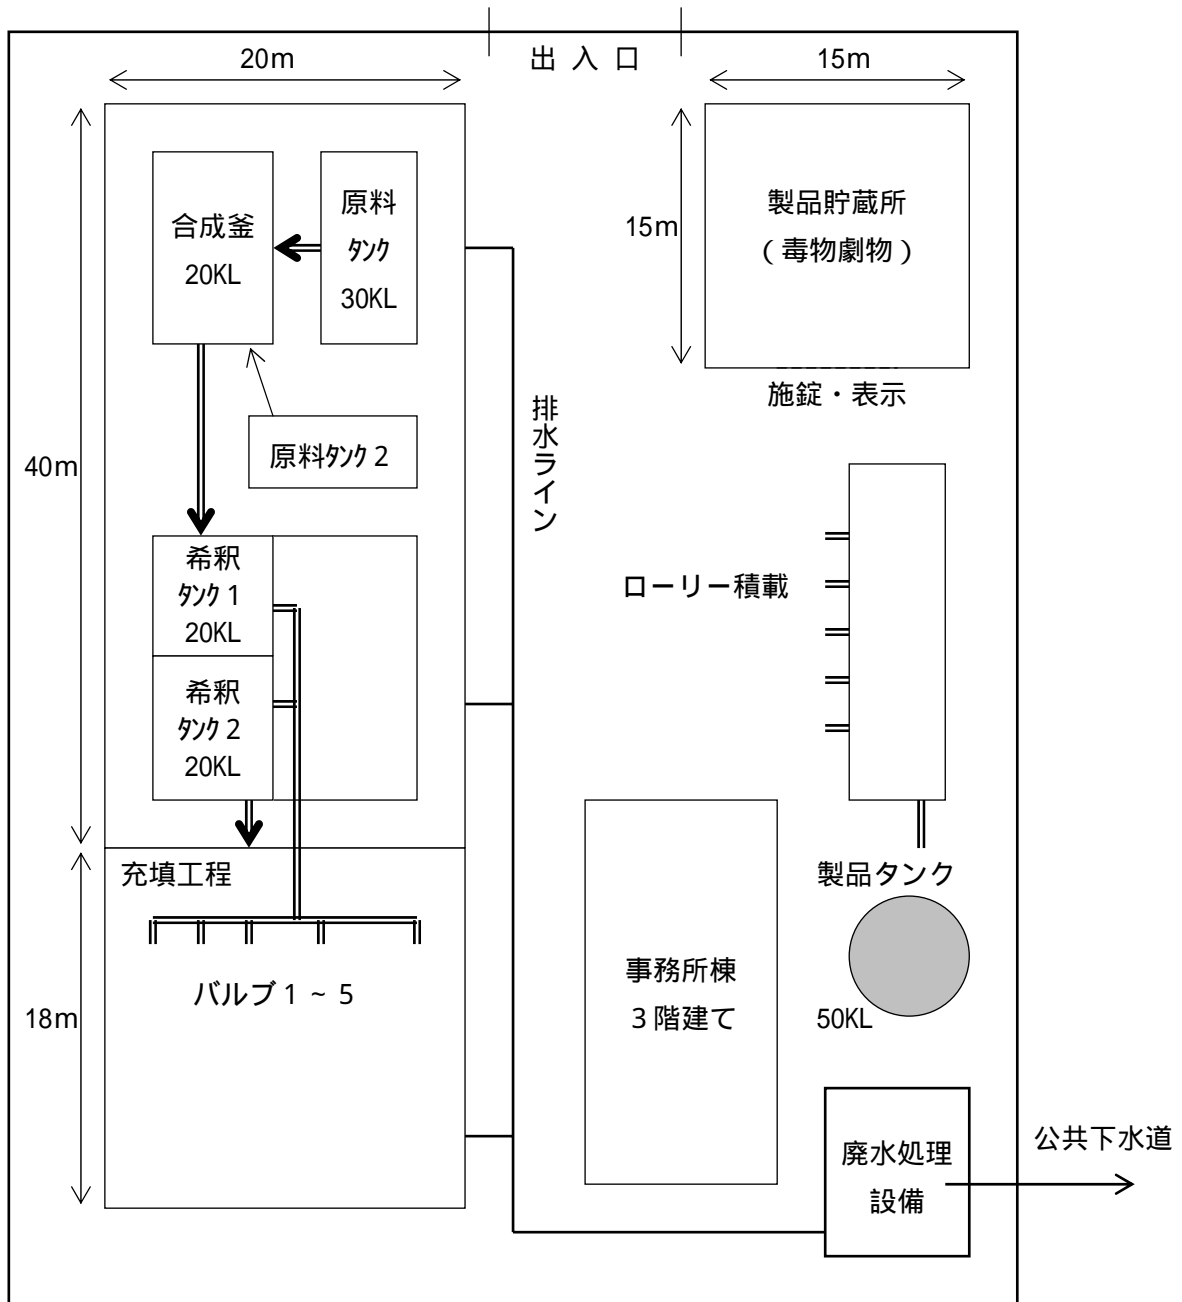 出 入 口
20m
15m
合成釜
20KL
原料
ﾀﾝｸ
30KL
15m
製品貯蔵所
（ 毒物劇物 ）
施錠・表示
原料ﾀﾝｸ 2
40m
排水ライン
希釈
ﾀﾝｸ 1
20KL
希釈
ﾀﾝｸ 2
20KL
ローリー積載
充填工程
バルブ 1 ~ 5
18m
製品タンク
50KL
事務所棟
３階建て
廃水処理
設備
公共下水道